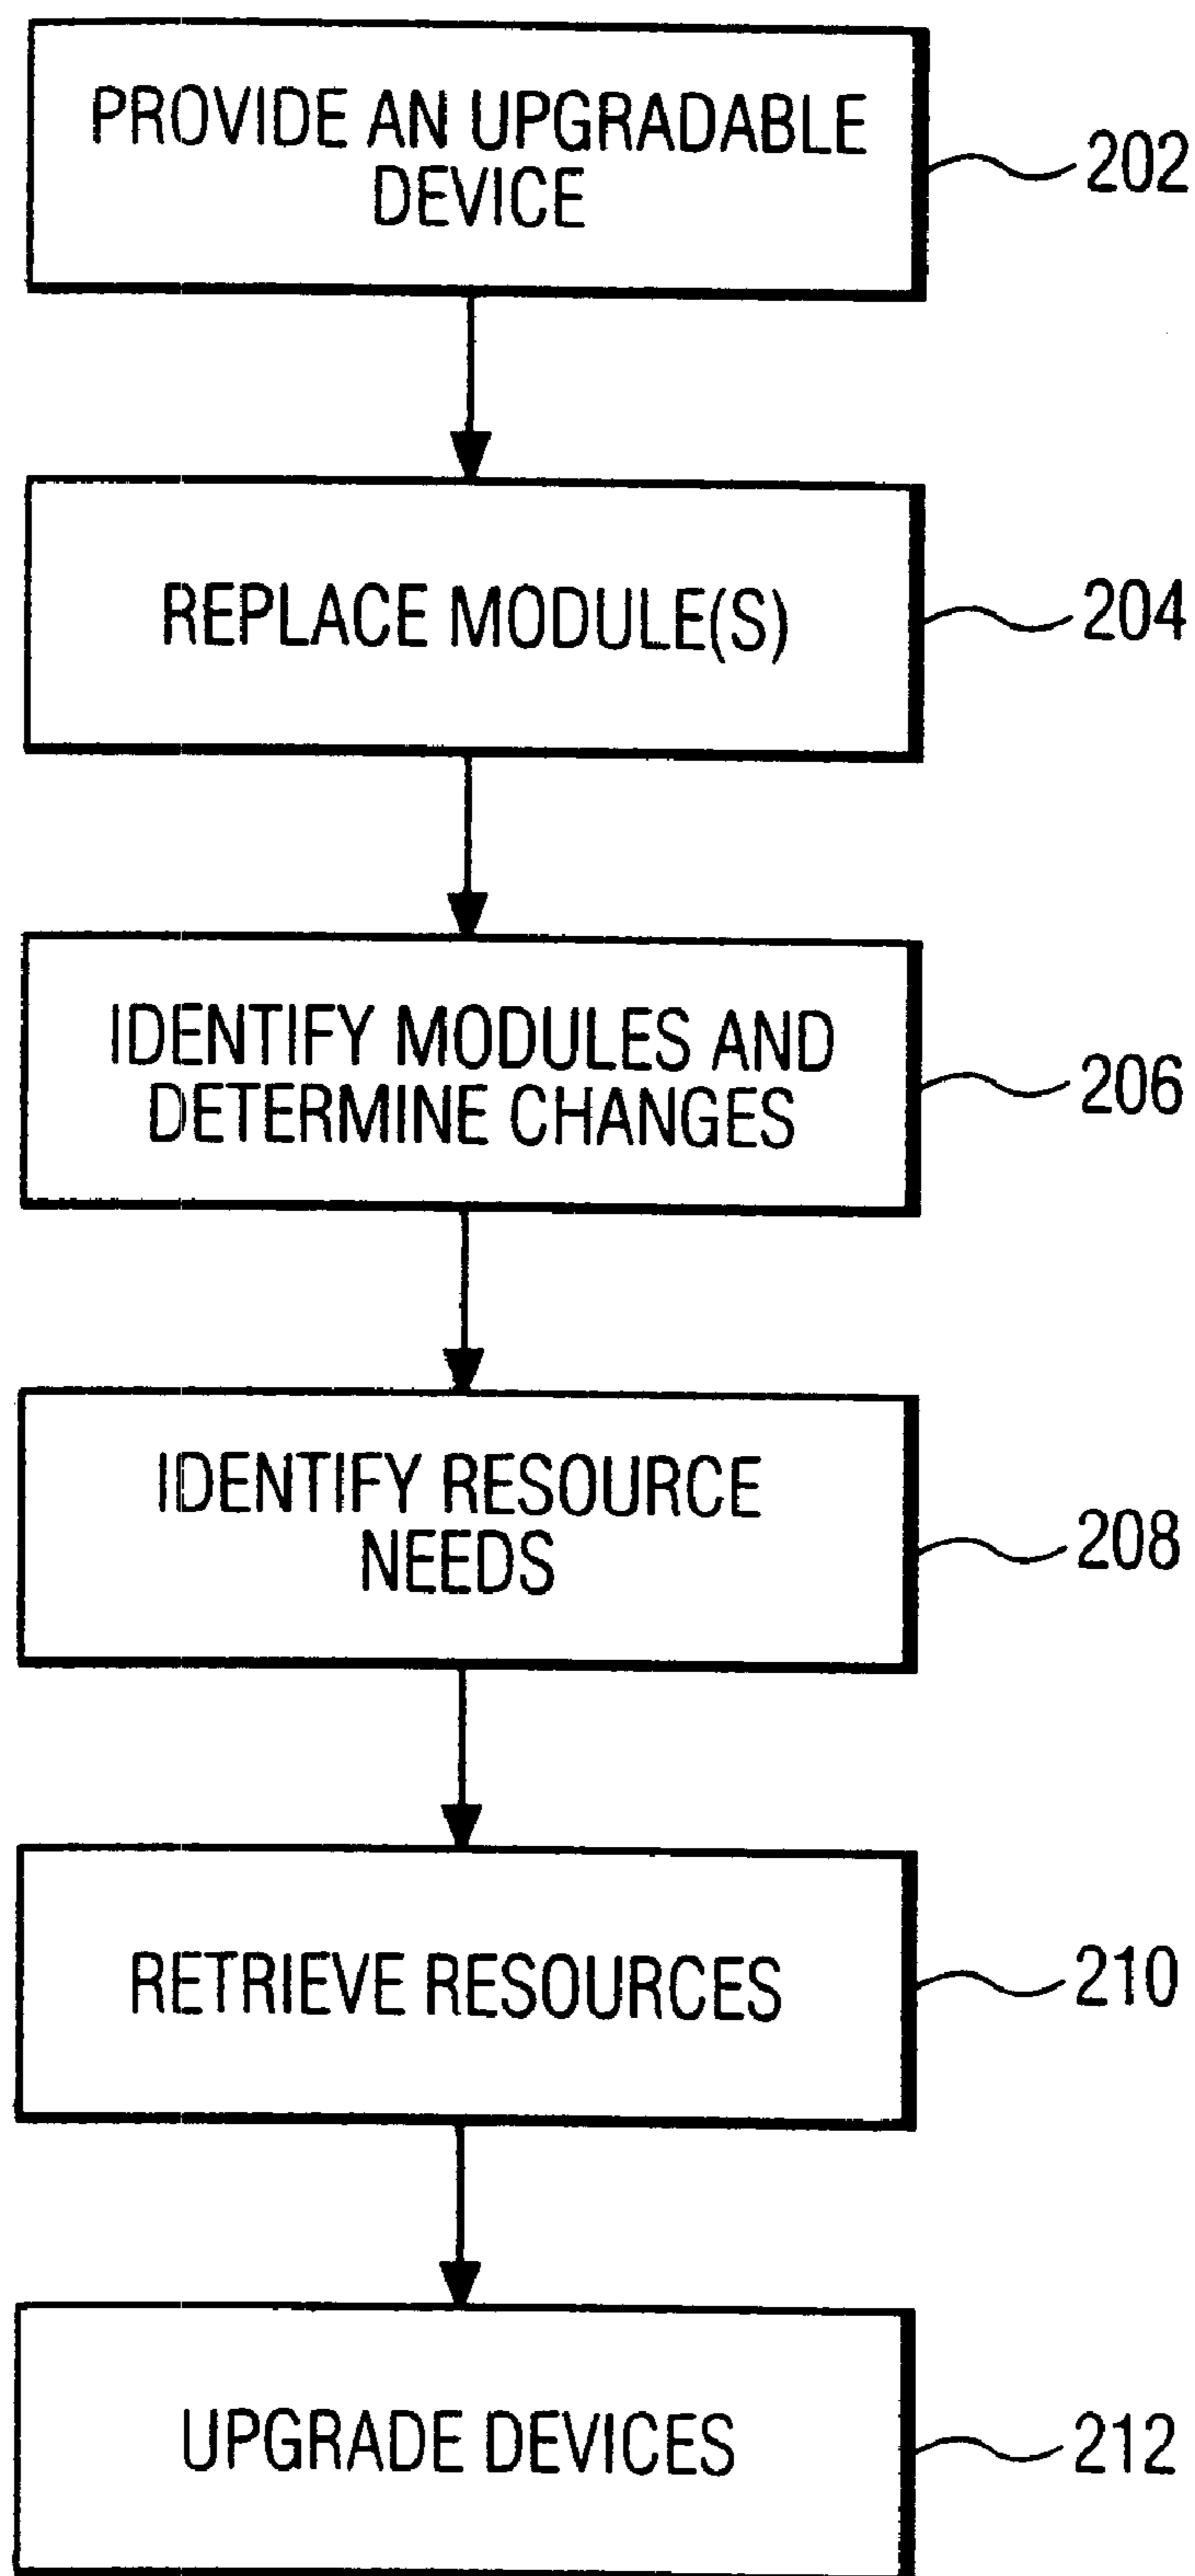 PROVIDE AN UPGRADABLE
DEVICE
202
REPLACE MODULE(S)
204
IDENTIFY MODULES AND
DETERMINE CHANGES
206
IDENTIFY RESOURCE
NEEDS
208
RETRIEVE RESOURCES
210
UPGRADE DEVICES
212